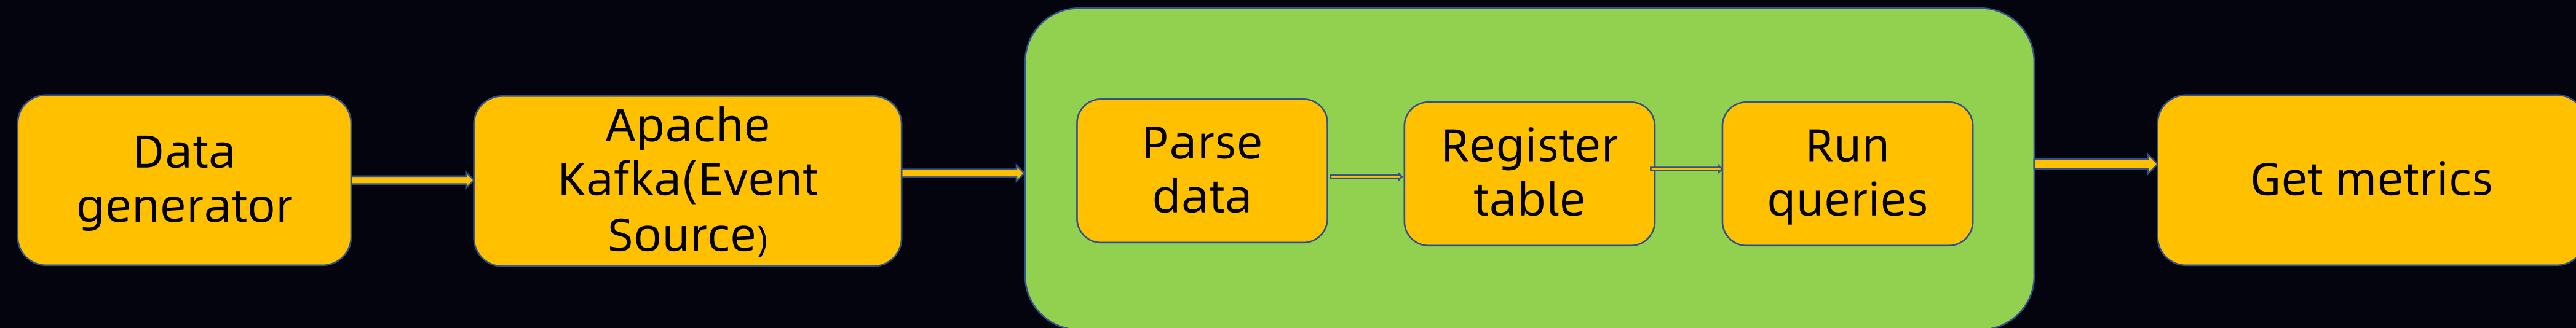 Data
generator
Apache
Kafka(Event
Source)
Parse
data
Register
table
Run
queries
Get metrics